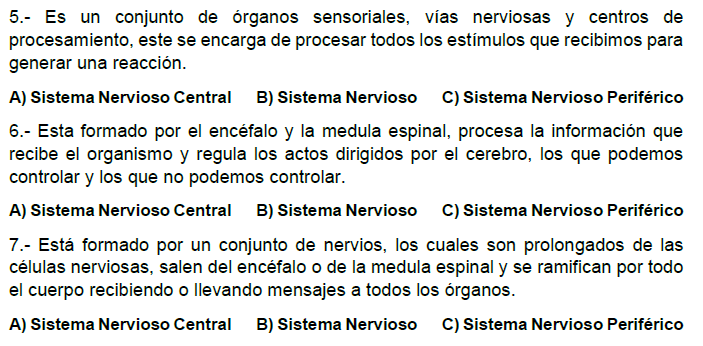 5.- Es un conjunto de órganos sensoriales, vías nerviosas y centros de
procesamiento, este se encarga de procesar todos los estímulos que recibimos para
generar una reacción.
A) Sistema Nervioso Central B) Sistema Nervioso C) Sistema Nervioso Periférico
6.- Esta formado por el encéfalo y la medula espinal, procesa la información que
recibe el organismo y regula los actos dirigidos por el cerebro, los que podemos
controlar y los que no podemos controlar.
A) Sistema Nervioso Central B) Sistema Nervioso C) Sistema Nervioso Periférico
7.- Está formado por un conjunto de nervios, los cuales son prolongados de las
células nerviosas, salen del encéfalo o de la medula espinal y se ramifican por todo
el cuerpo recibiendo o llevando mensajes a todos los órganos.
A) Sistema Nervioso Central B) Sistema Nervioso C) Sistema Nervioso Periférico